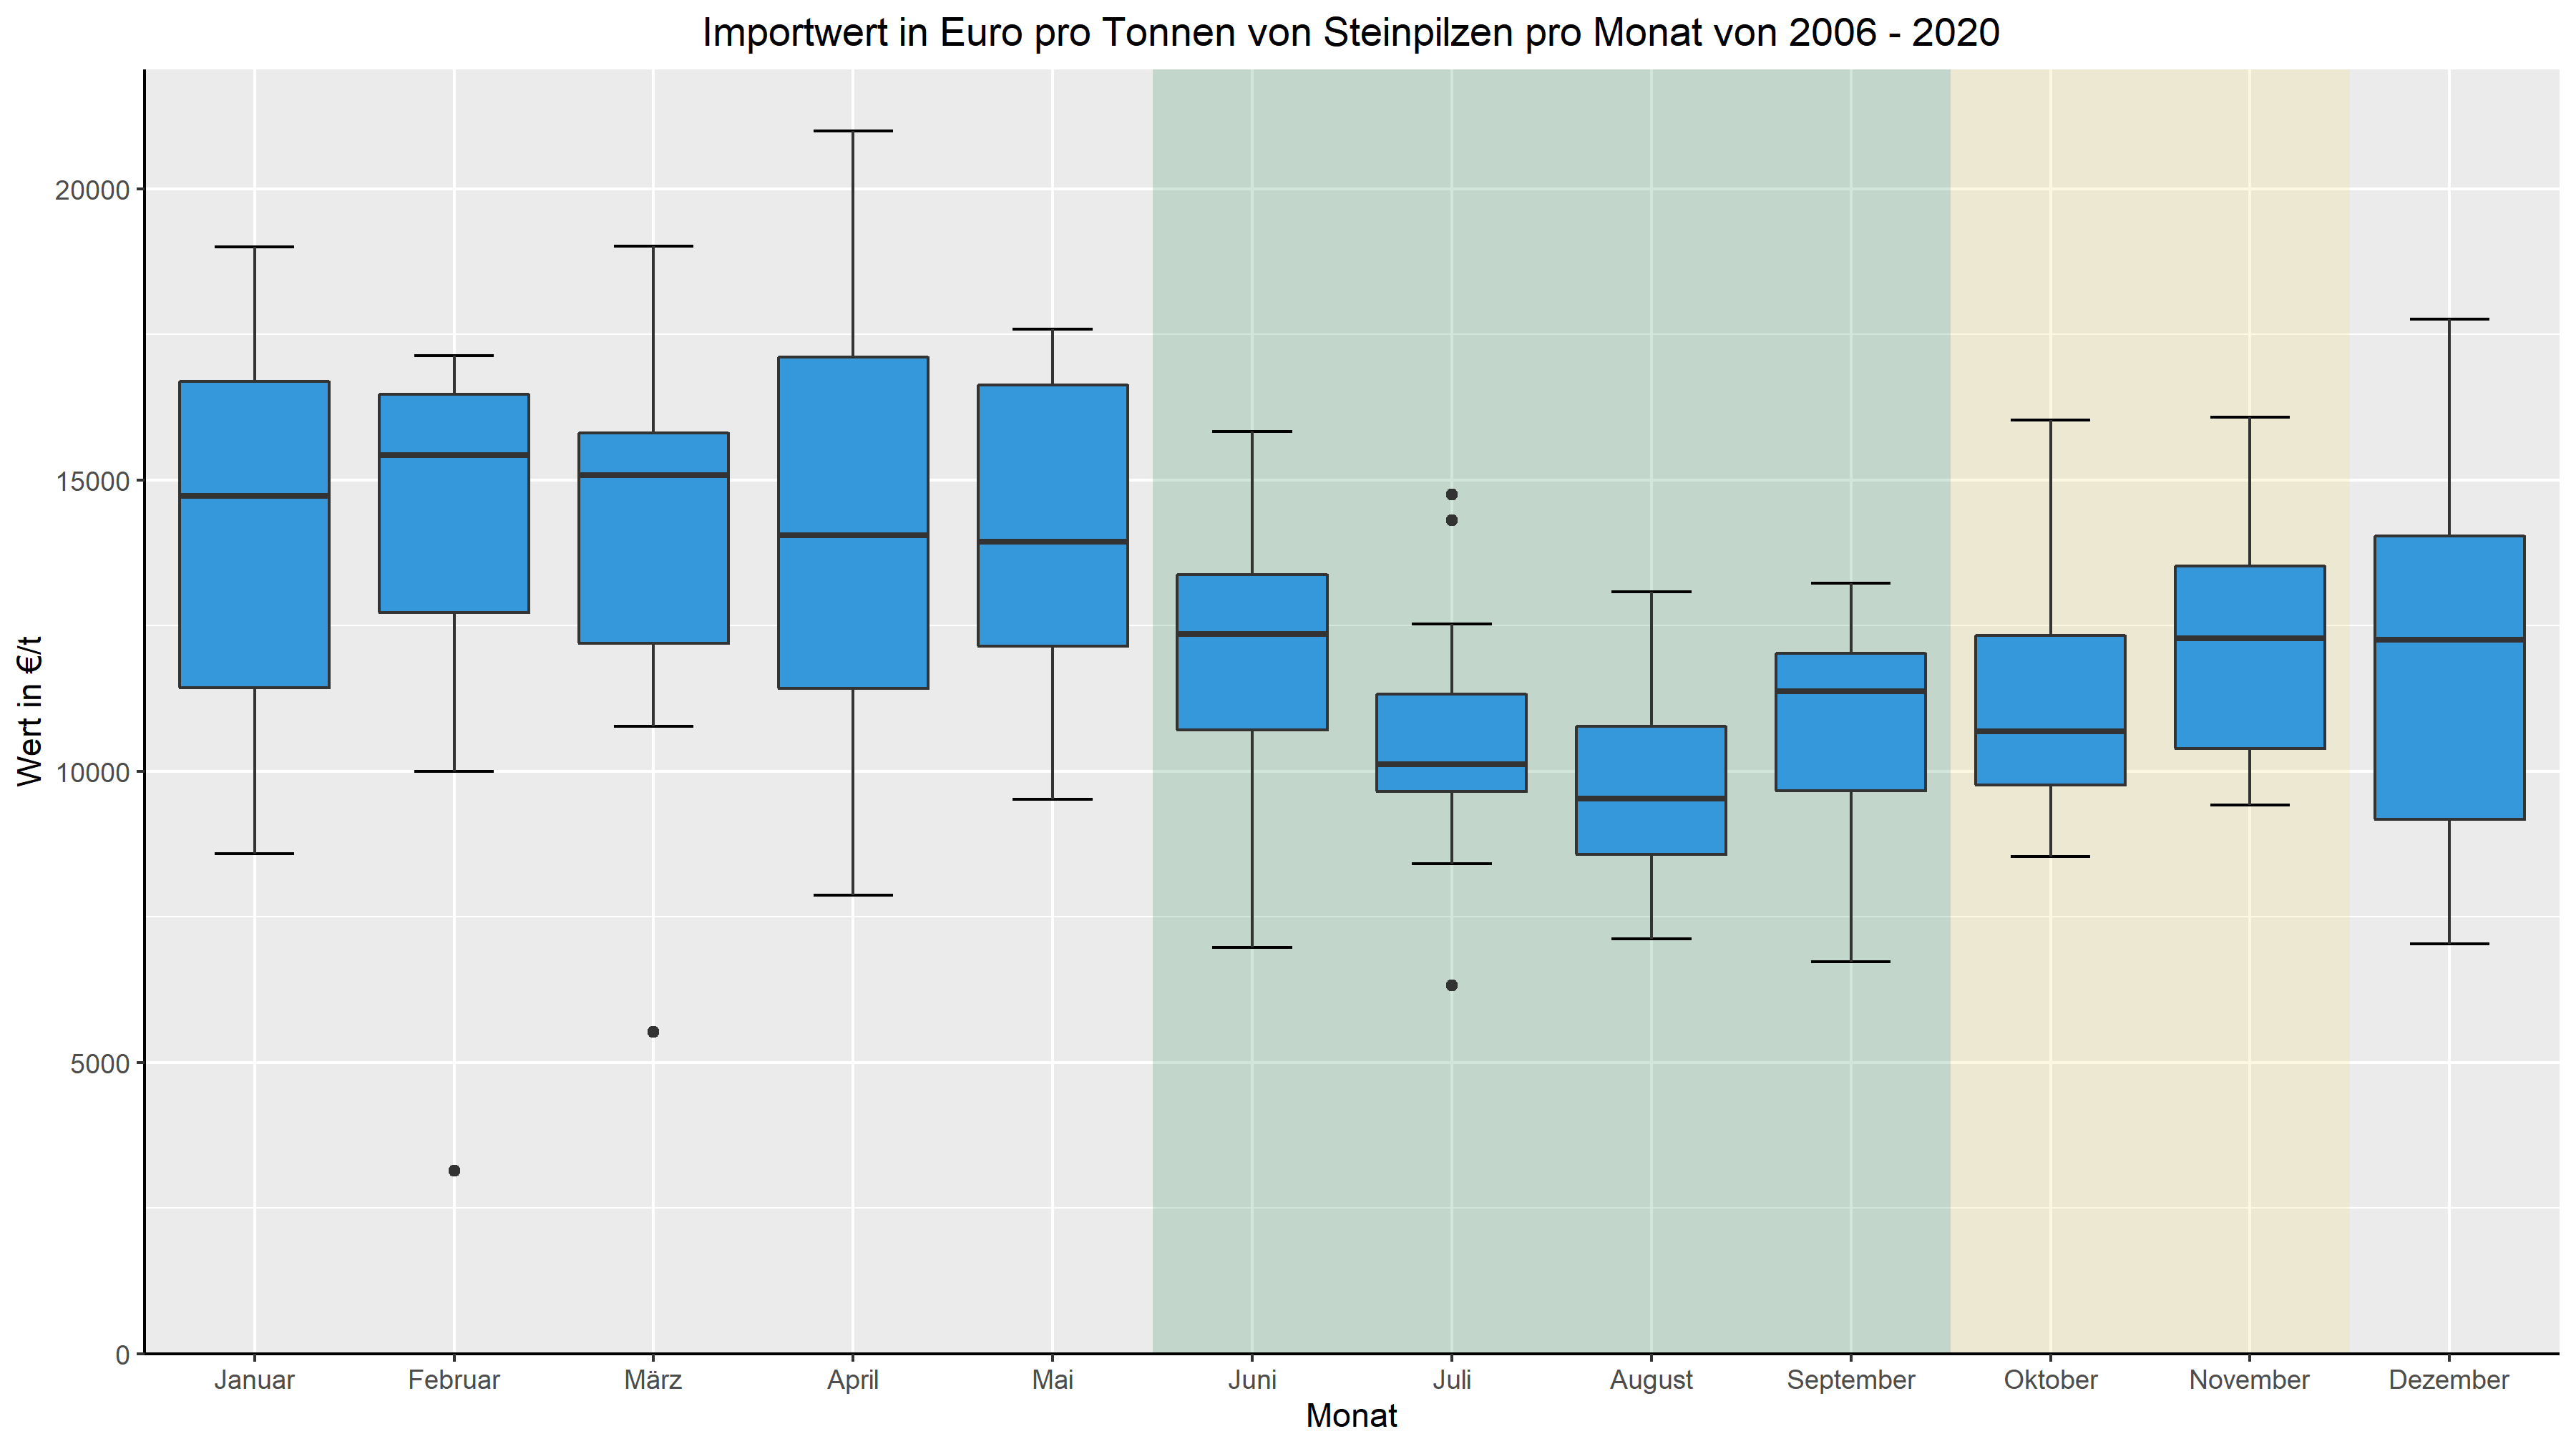 Importwert in Euro pro Tonnen von Steinpilzen pro Monat von 2006 - 2020
Wert in €/t
20000
15000
10000
5000
0
Januar Februar März April Mai Juni Juli August September Oktober November Dezember
Monat